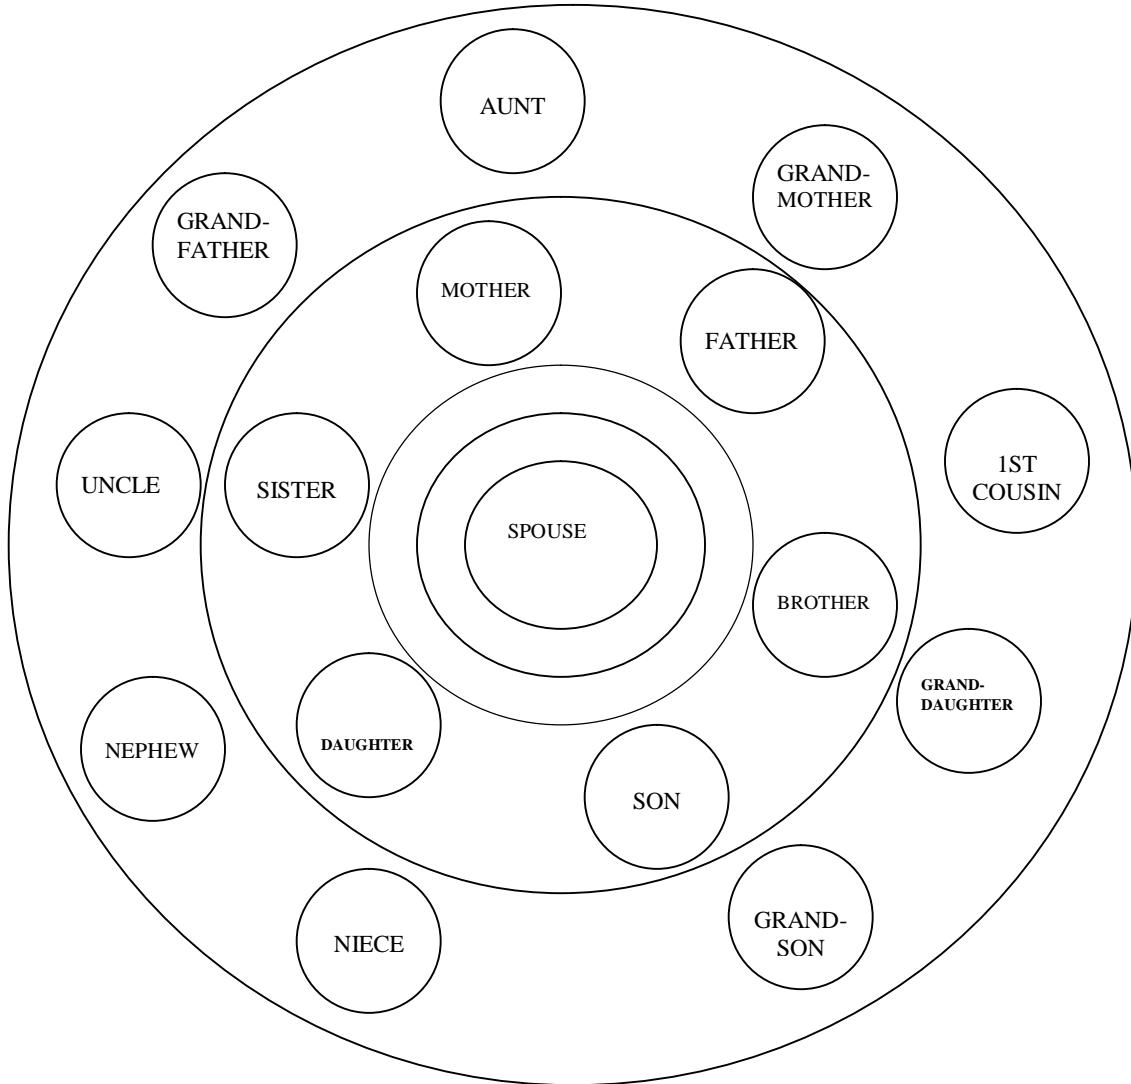 AUNT
GRAND-
MOTHER
GRAND-
FATHER
MOTHER
FATHER
UNCLE
SISTER
1ST
COUSIN
SPOUSE
BROTHER
GRAND-
DAUGHTER
NEPHEW
DAUGHTER
SON
NIECE
GRAND-
SON